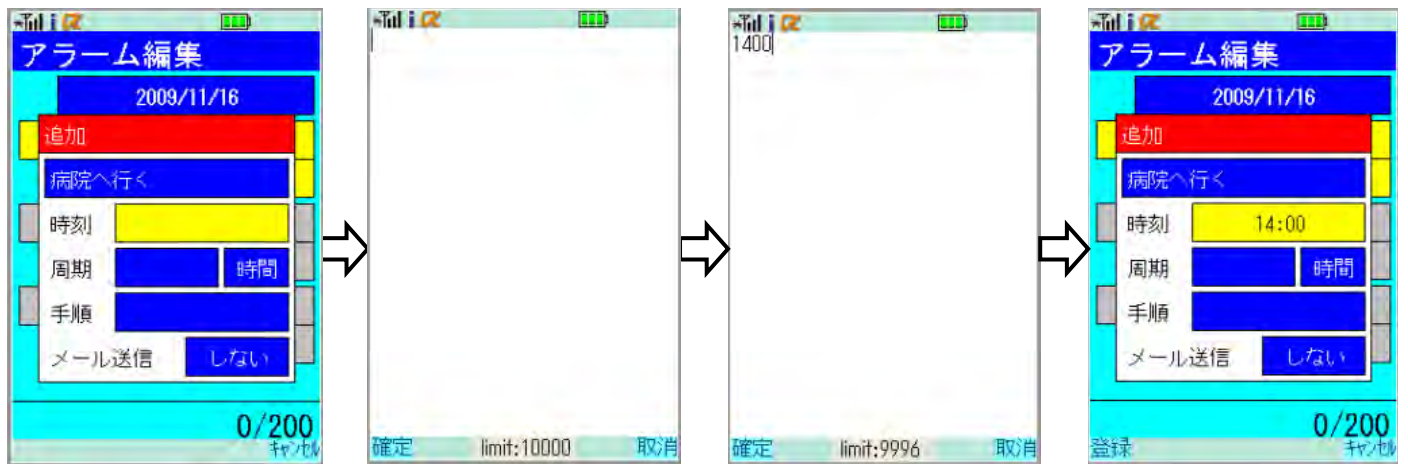 アラーム編集
2009/11/16
追加
病院へ行く
時刻
周期 時間
手順
メール送信 しない
0/200
キャンセル
確定 limit:10000 取消
1400
確定 limit:9996 取消
アラーム編集
2009/11/16
追加
病院へ行く
時刻 14:00
周期 時間
手順
メール送信 しない
0/200
登録 キャンセル